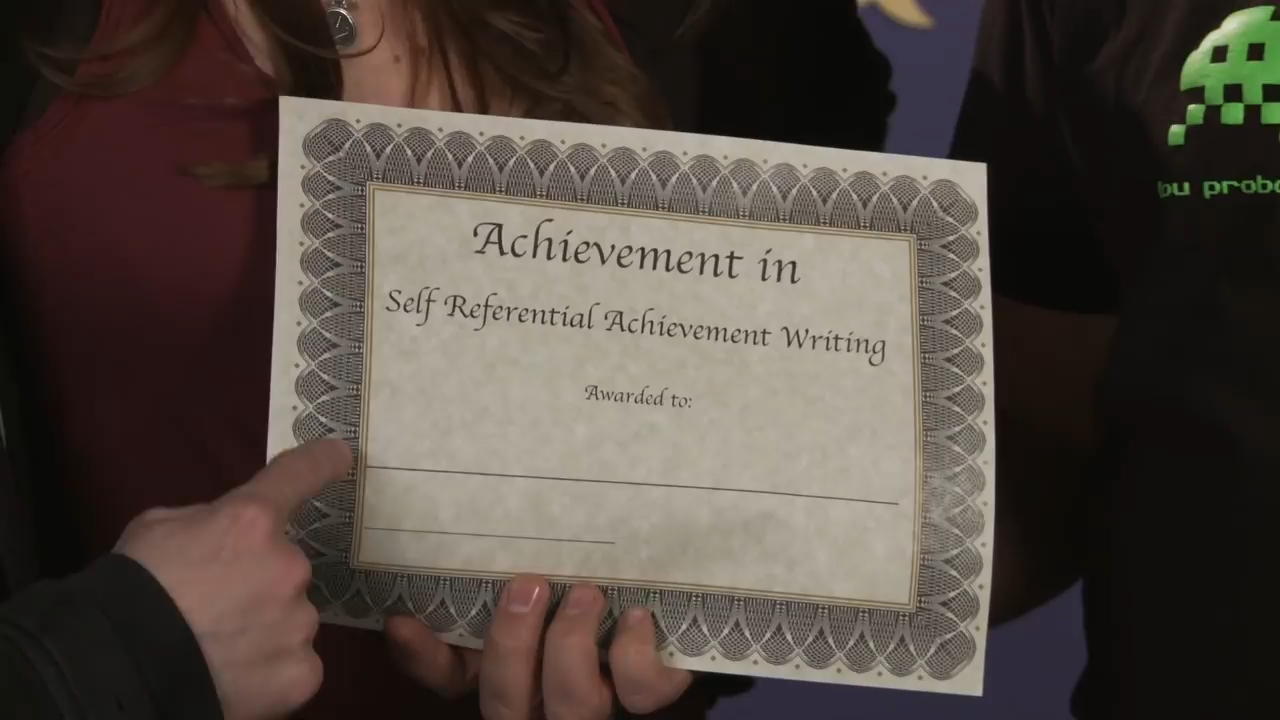 Achievement in
Self Referential Achievement Writing
Awarded to: